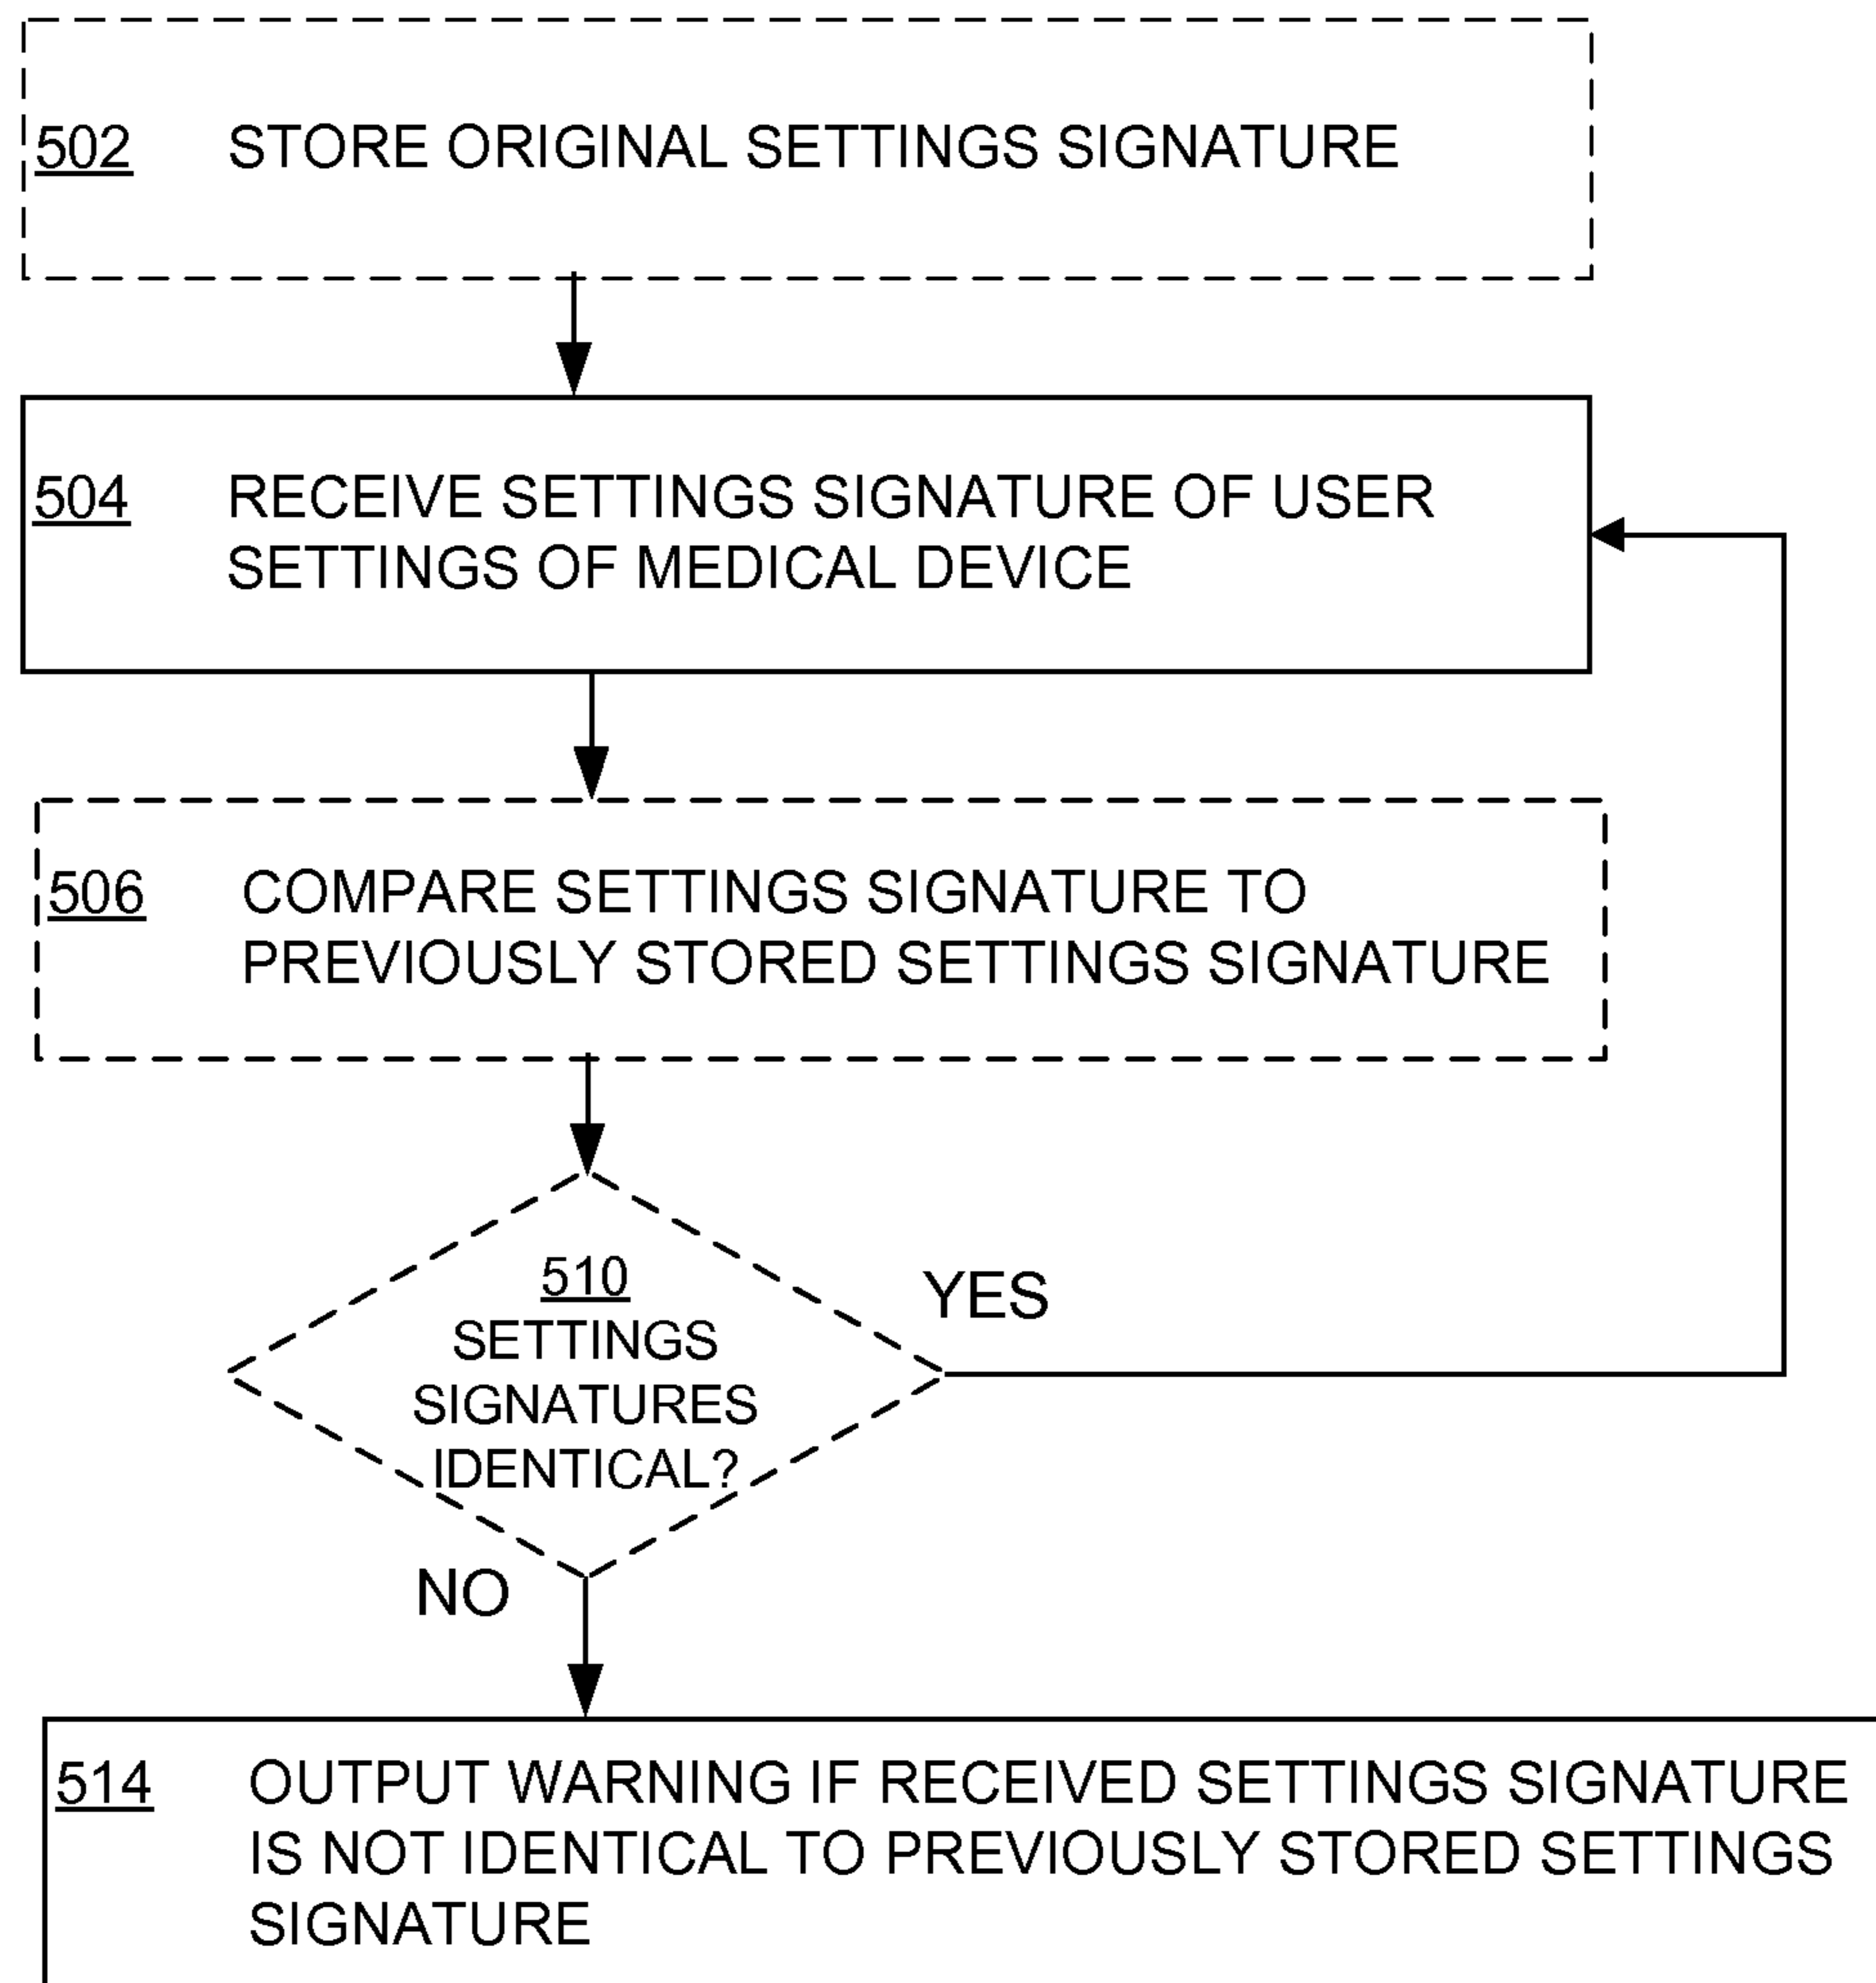 502 STORE ORIGINAL SETTINGS SIGNATURE
504 RECEIVE SETTINGS SIGNATURE OF USER
SETTINGS OF MEDICAL DEVICE
506 COMPARE SETTINGS SIGNATURE TO
PREVIOUSLY STORED SETTINGS SIGNATURE
510
SETTINGS
SIGNATURES
IDENTICAL?
YES
NO
514 OUTPUT WARNING IF RECEIVED SETTINGS SIGNATURE
IS NOT IDENTICAL TO PREVIOUSLY STORED SETTINGS
SIGNATURE